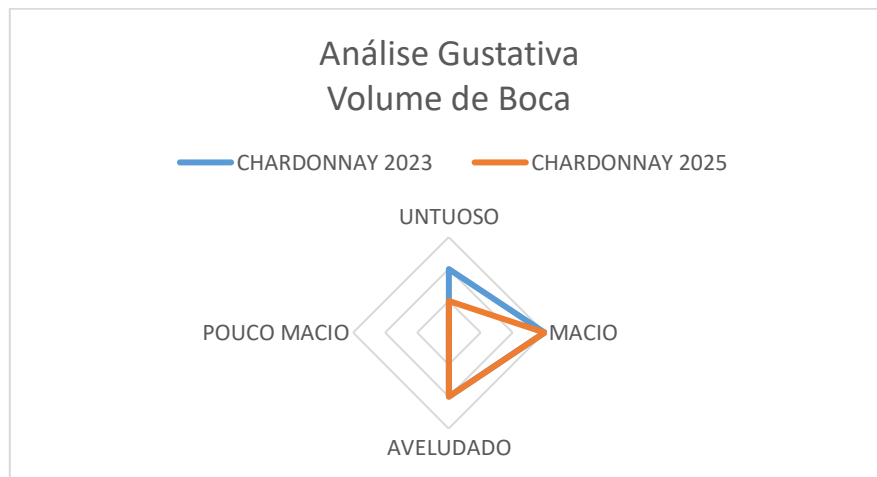 Análise Gustativa
Volume de Boca
CHARDONNAY 2023
CHARDONNAY 2025
UNTUOSO
POUCO MACIO
MACIO
AVELUDADO